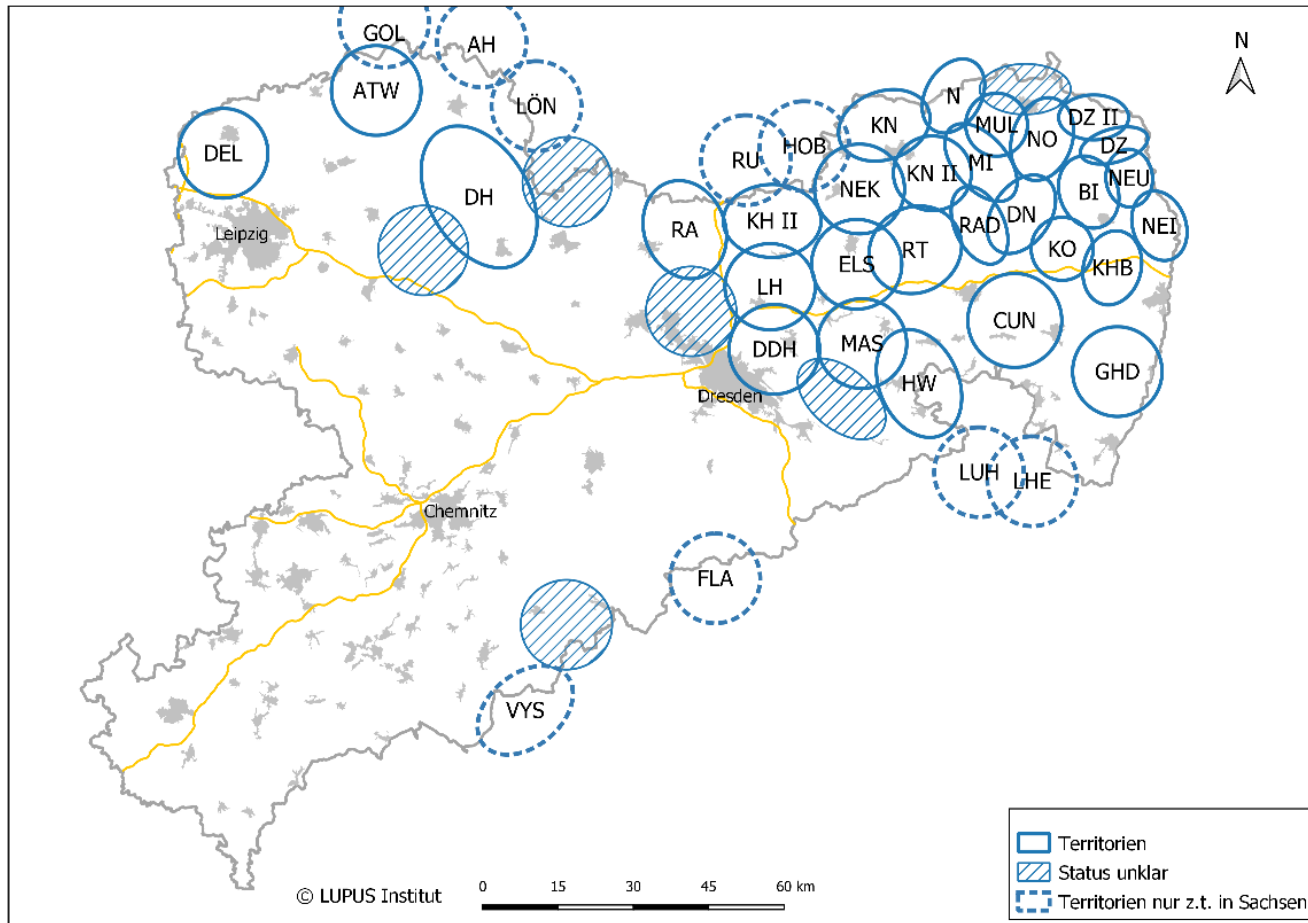 GOL
AH
N
ATW
LÖN
N
KN
MUL
DZ II
NO
DZ
HOB
RU
DEL
MI
KN II
NEU
NEK
BI
DH
DN
KH II
RAD
NEI
RA
RT
KO
ELS
KHB
Leipzig
LH
CUN
MAS
DDH
GHD
HW
Dresden
LUH
LHE
Chemnitz
FLA
VYS
Territorien
Status unklar
Territorien nur z.t. in Sachsen
© LUPUS Institut
0 15 30 45 60 km